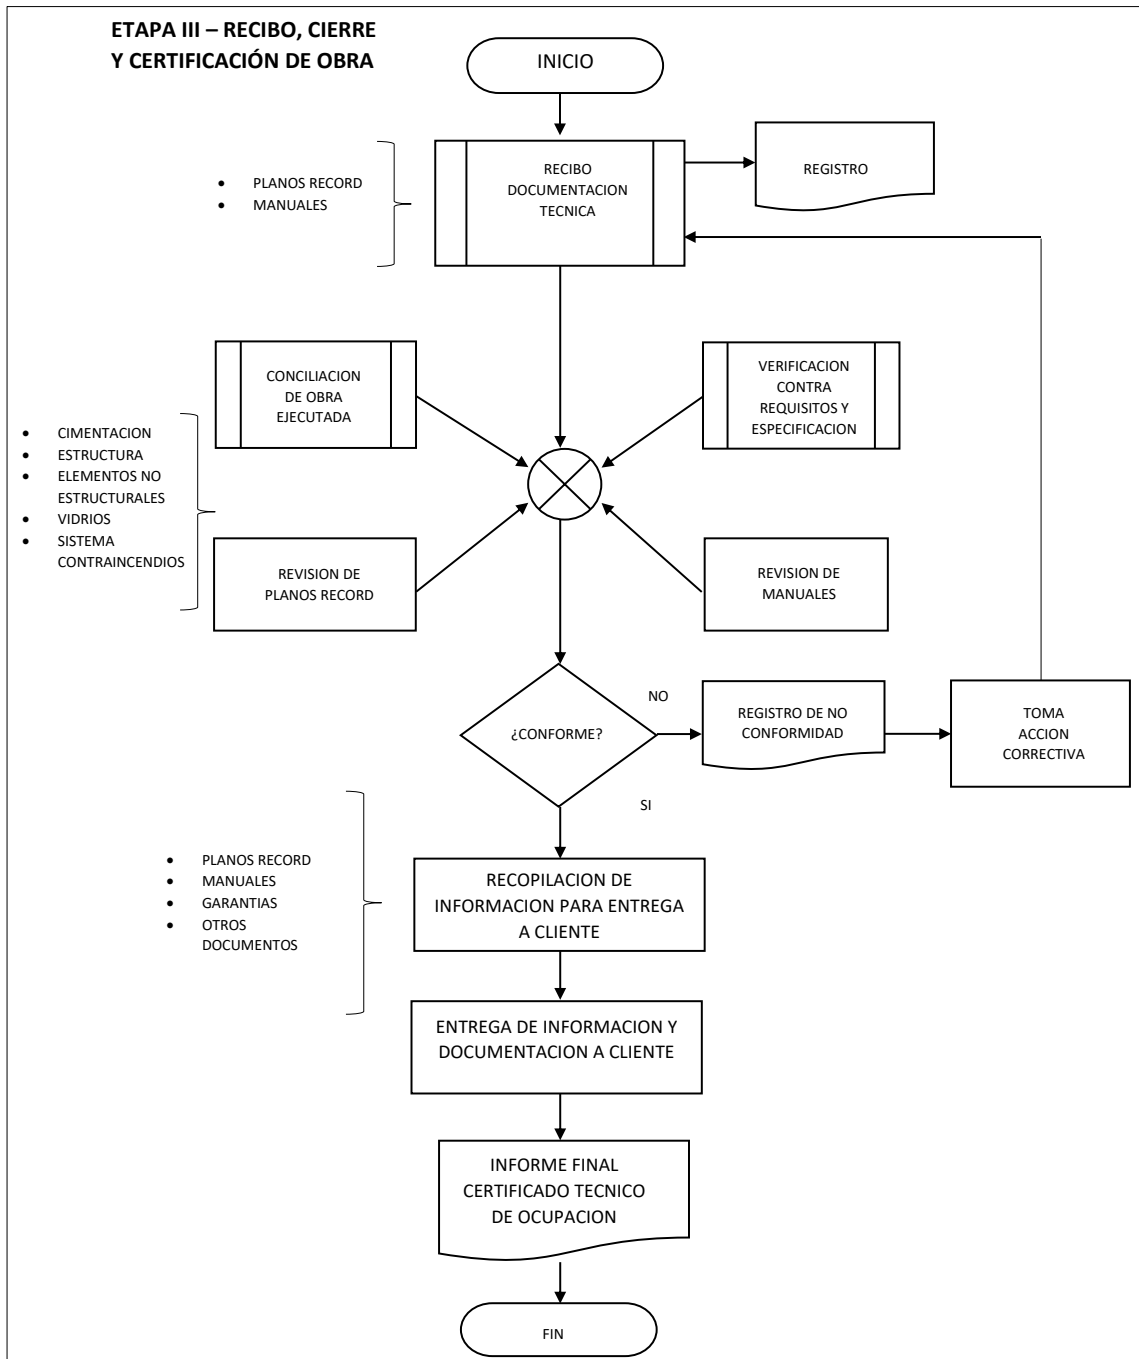 ETAPA III – RECIBO, CIERRE
Y CERTIFICACIÓN DE OBRA
INICIO
• PLANOS RECORD
• MANUALES
RECIBO
DOCUMENTACION
TECNICA
REGISTRO
CONCILIACION
DE OBRA
EJECUTADA
VERIFICACION
CONTRA
REQUISITOS Y
ESPECIFICACION
• CIMENTACION
• ESTRUCTURA
• ELEMENTOS NO
ESTRUCTURALES
• VIDRIOS
• SISTEMA
CONTRAINCENDIOS
REVISION DE
PLANOS RECORD
REVISION DE
MANUALES
¿CONFORME?
NO
REGISTRO DE NO
CONFORMIDAD
TOMA
ACCION
CORRECTIVA
SI
• PLANOS RECORD
• MANUALES
• GARANTIAS
• OTROS
DOCUMENTOS
RECOPILACION DE
INFORMACION PARA ENTREGA
A CLIENTE
ENTREGA DE INFORMACION Y
DOCUMENTACION A CLIENTE
INFORME FINAL
CERTIFICADO TECNICO
DE OCUPACION
FIN